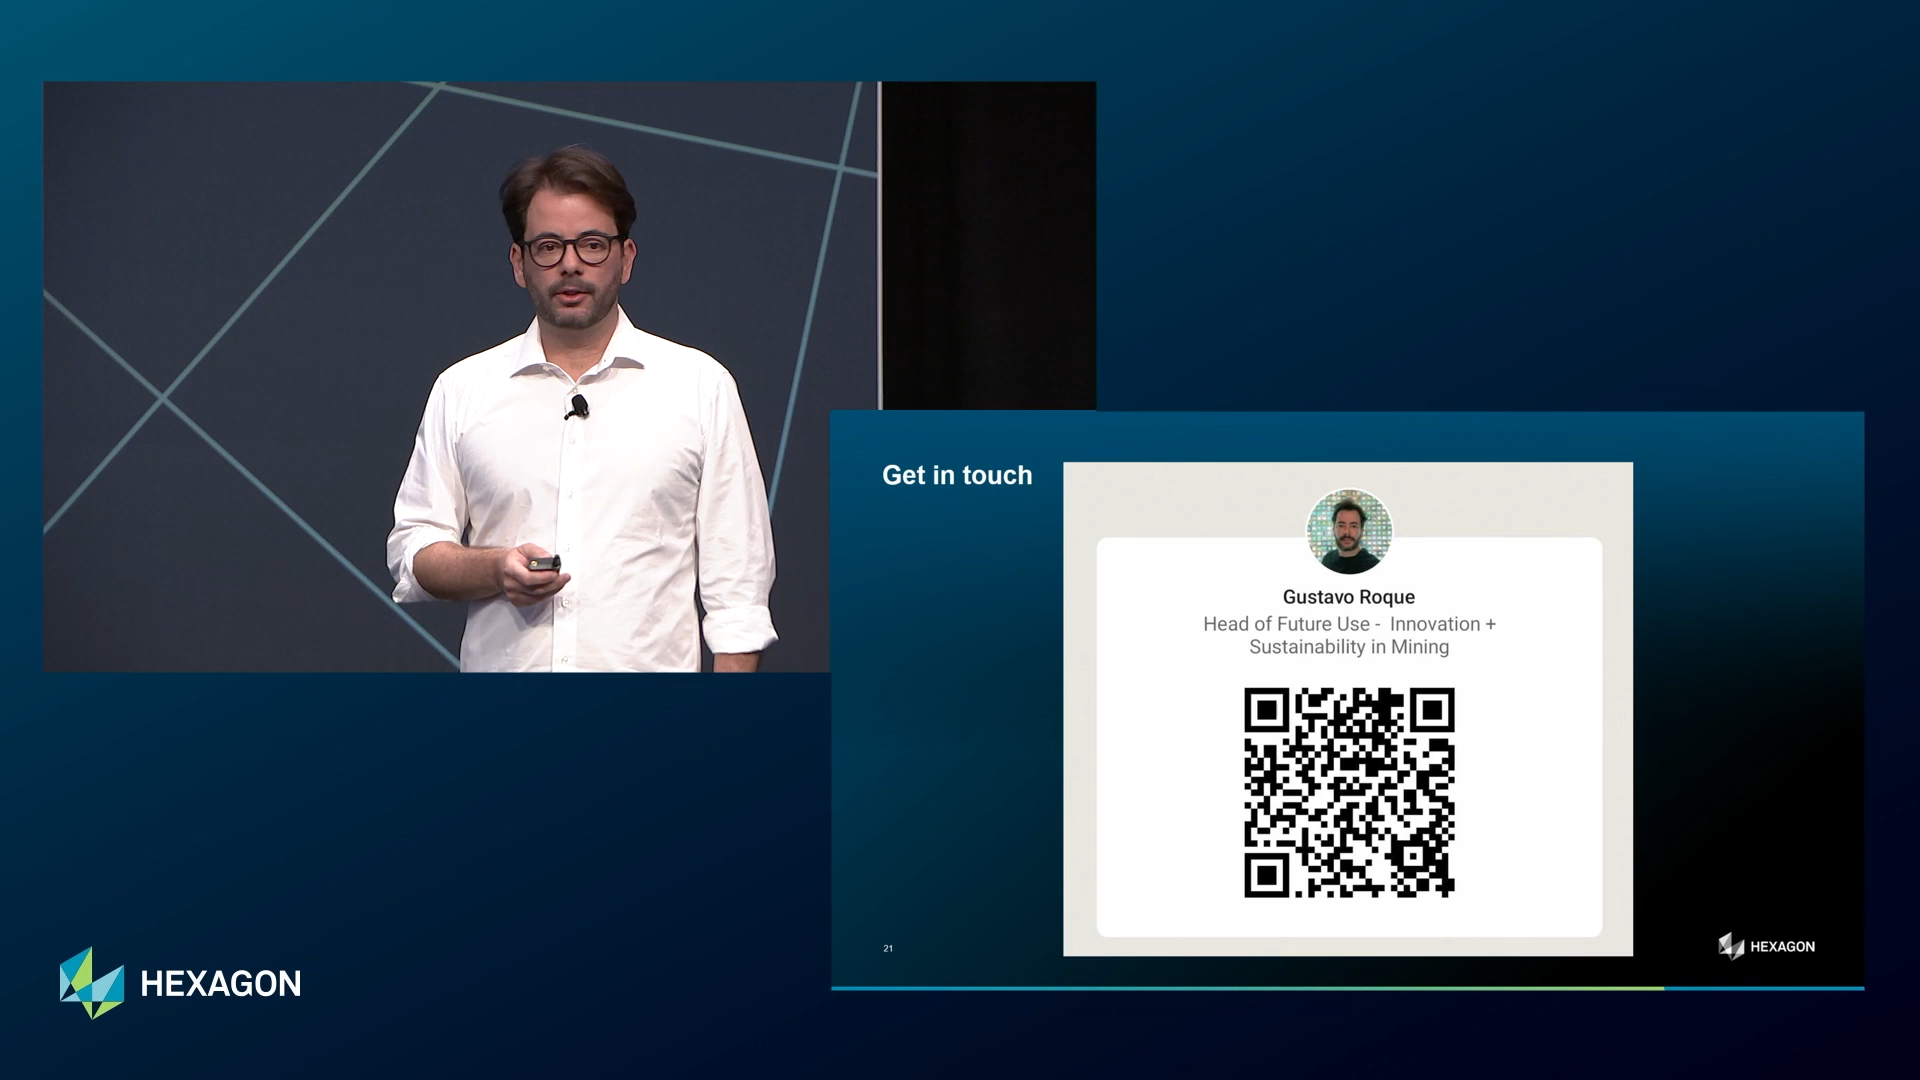 Get in touch
Gustavo Roque
Head of Future Use - Innovation +
Sustainability in Mining
21
HEXAGON
HEXAGON